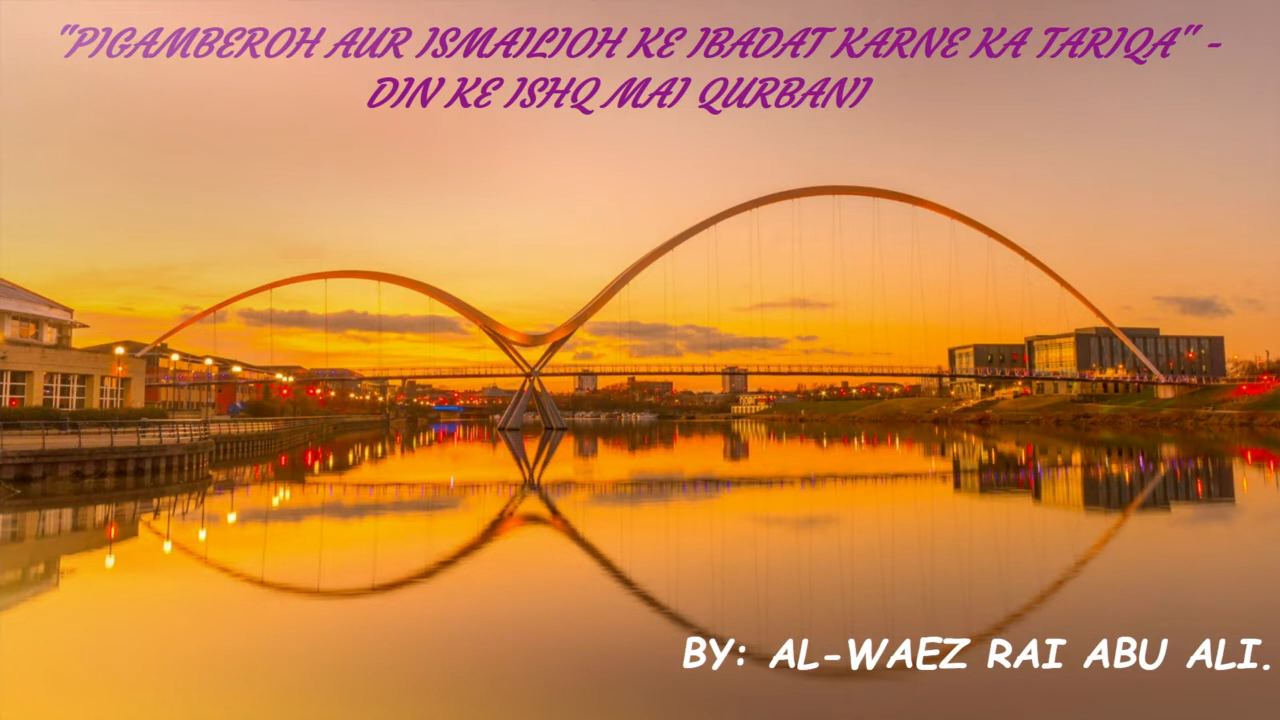 "PIGAMBEROH AUR ISMAILIOH KE IBADAT KARNE KA TARIQA" -
DIN KE ISHQ MAI QURBANI
BY: AL-WAEZ RAI ABU ALI.